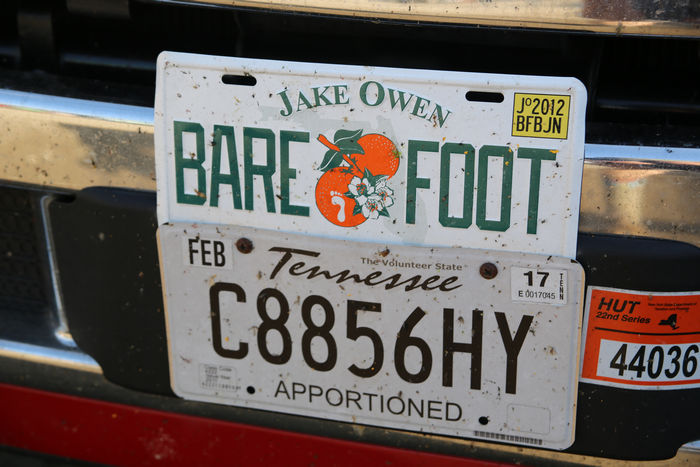 JAKE OWEN
Jº2012
BFBJN
BARE FOOT
FEB
The Volunteer State
Tennessee
17
TENN
E 0017045
C8856HY
APPORTIONED
HUT
22nd Series
44036